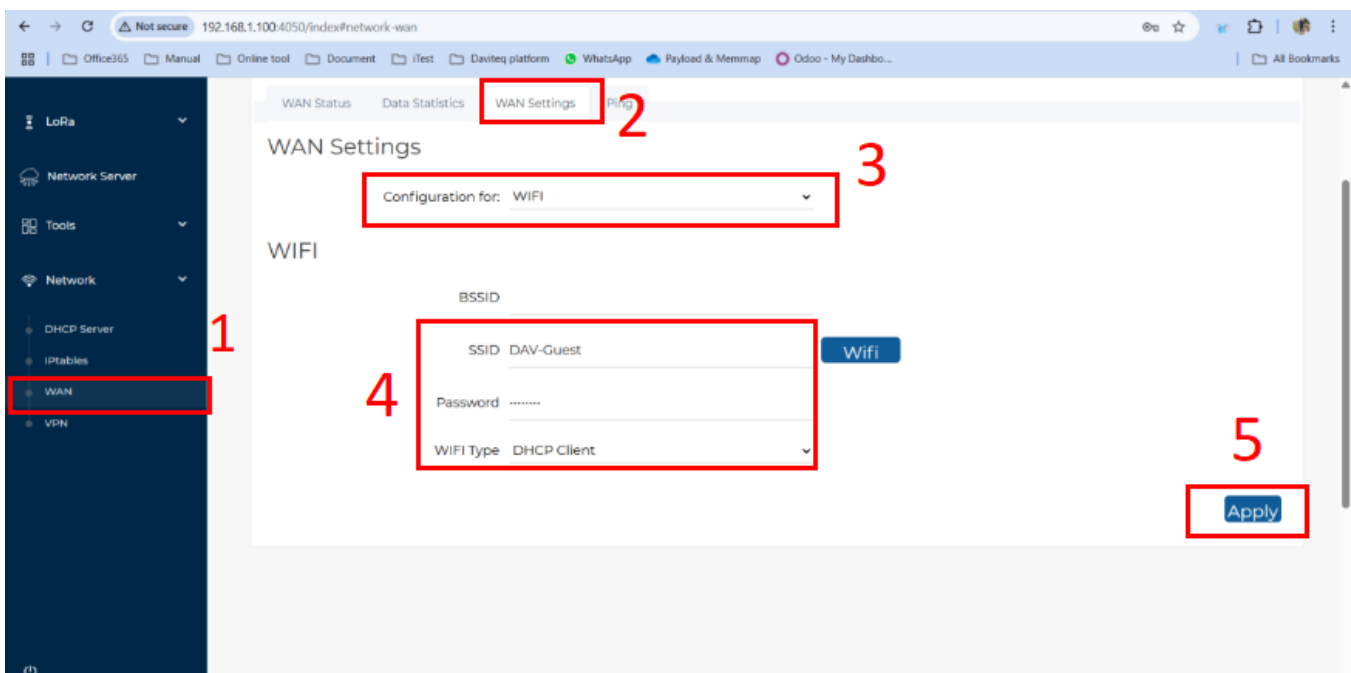 Not secure 192.168.1.100:4050/index#network-wan
Office365 Manual Online tool Document iTest Daviteq platform WhatsApp Payload & Memmap Odoo - My Dashbo... All Bookmarks
WAN Status Data Statistics WAN Settings Ping
2
LoRa
WAN Settings
3
Network Server
Configuration for: WIFI
Tools
WIFI
Network
BSSID
DHCP Server
1
SSID DAV-Guest Wifi
IPtables
WAN
4
Password ········
VPN
WIFI Type DHCP Client
5
Apply